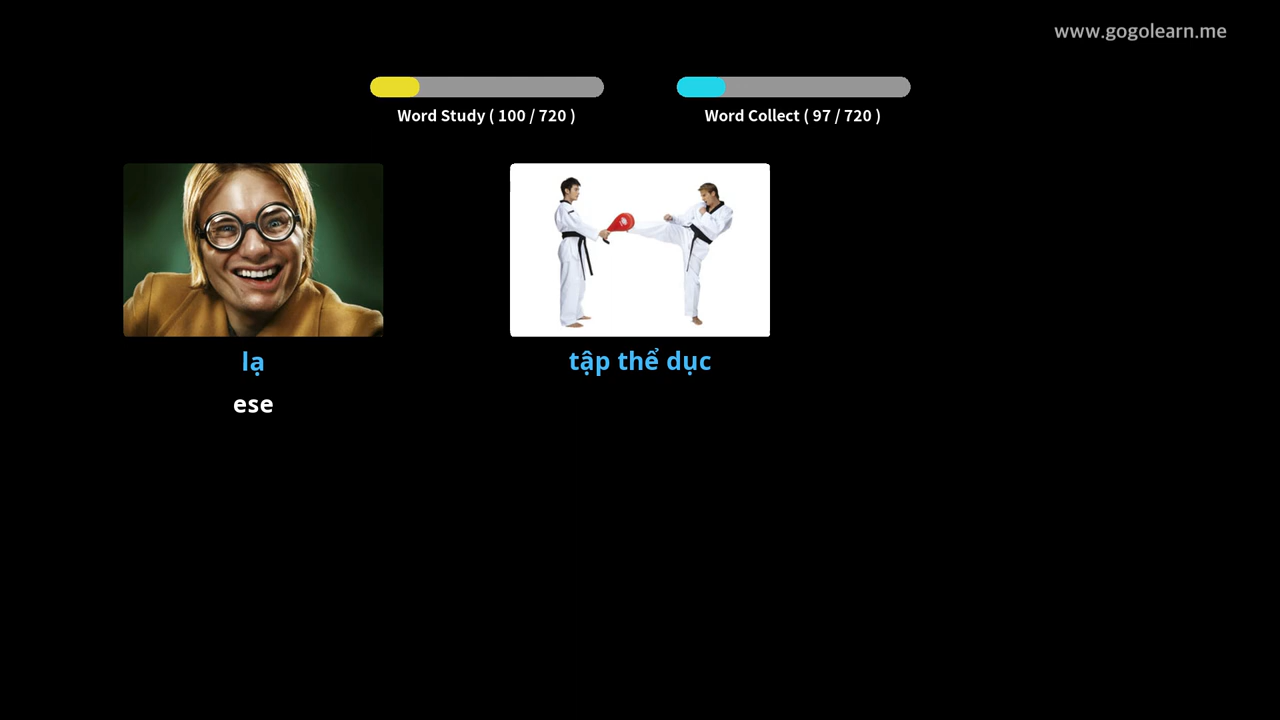 www.gogolearn.me
Word Study ( 100 / 720 )
Word Collect ( 97 / 720 )
lạ
tập thể dục
ese